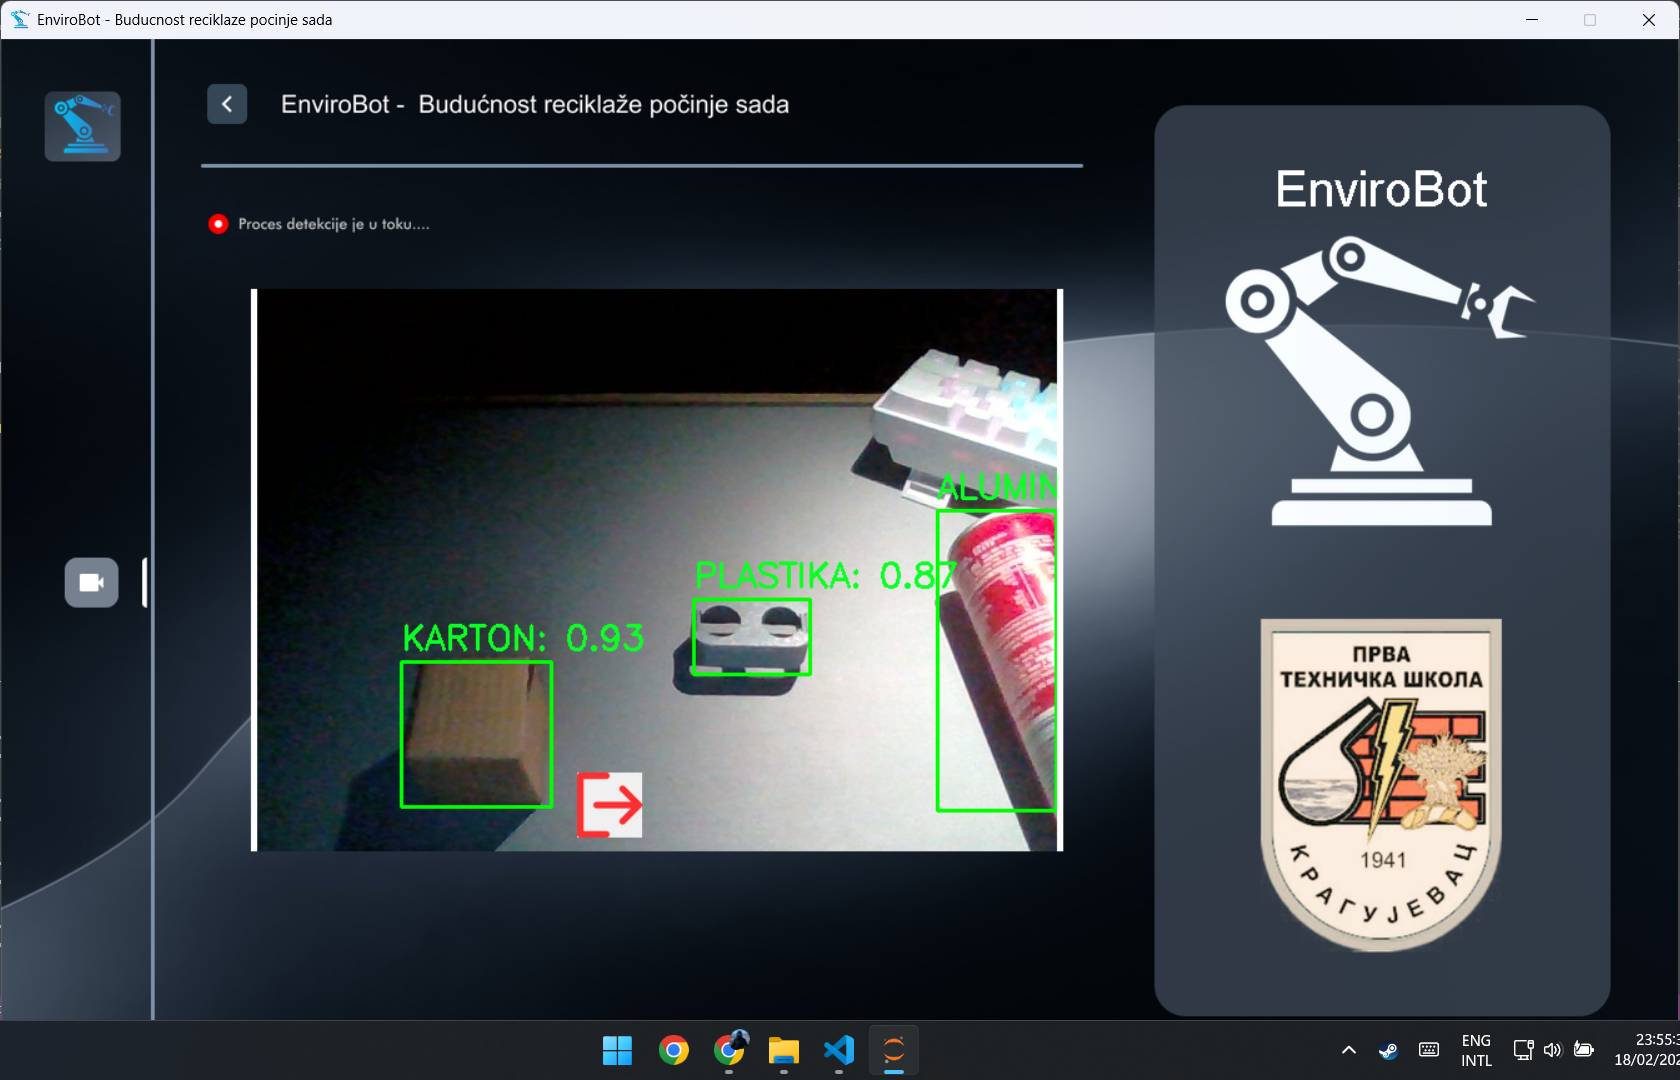 EnviroBot - Buducnost reciklaze pocinje sada
EnviroBot - Budućnost reciklaže počinje sada
Proces detekcije je u toku....
ALUMIN
PLASTIKA: 0.87
KARTON: 0.93
EnviroBot
ПРВА
ТЕХНИЧКА ШКОЛА
1941
КРАГУЈЕВАЦ
ENG
INTL
23:55:3
18/02/202